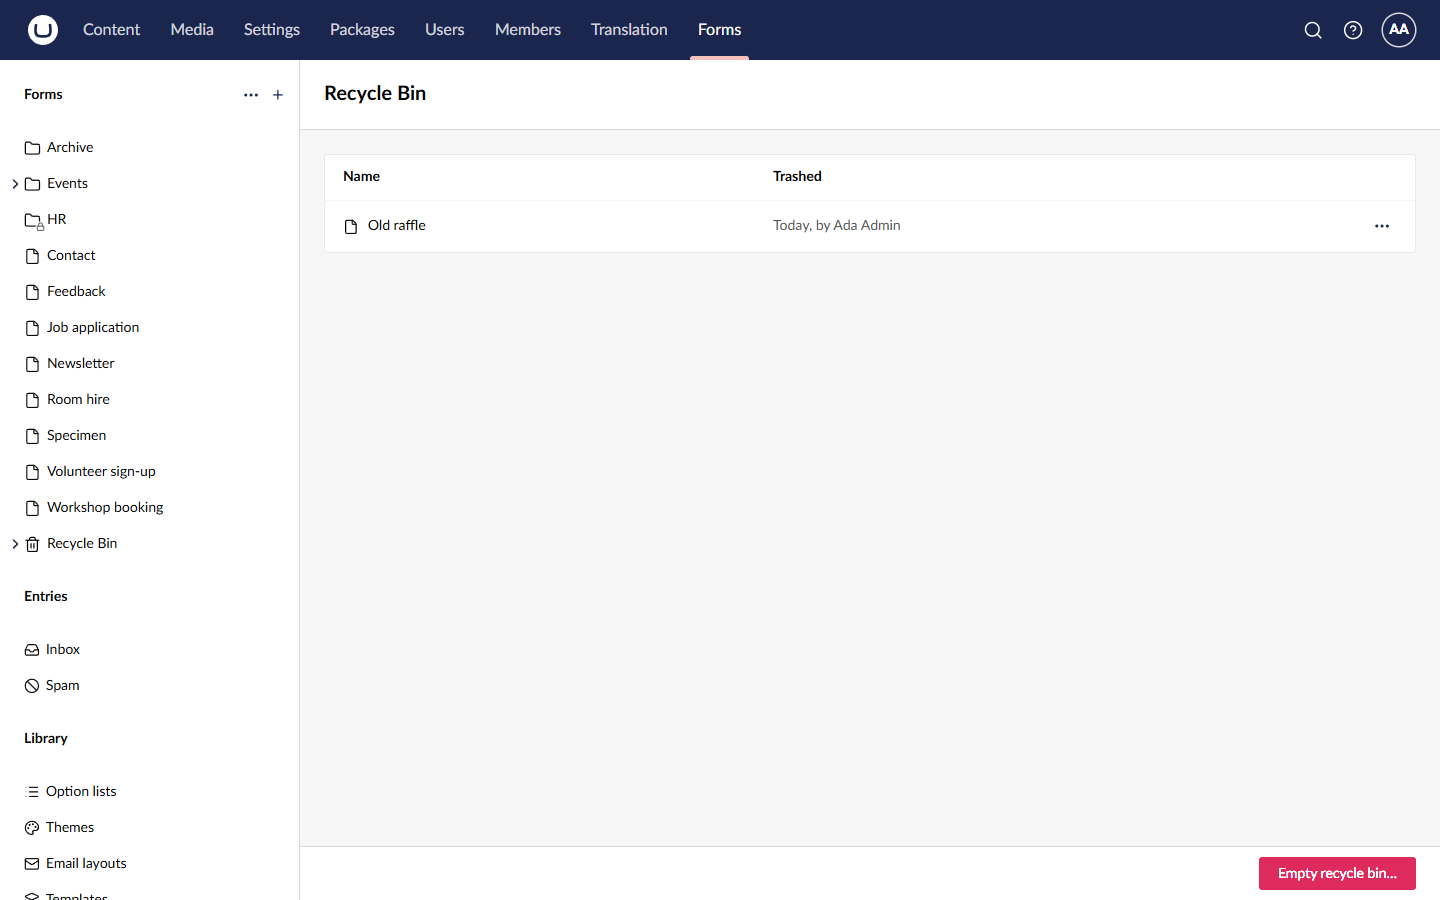 Content Media Settings Packages Users Members Translation Forms AA
Forms
Archive
Events
HR
Contact
Feedback
Job application
Newsletter
Room hire
Specimen
Volunteer sign-up
Workshop booking
Recycle Bin
Entries
Inbox
Spam
Library
Option lists
Themes
Email layouts
Templates
Recycle Bin
Name Trashed
Old raffle Today, by Ada Admin
Empty recycle bin...